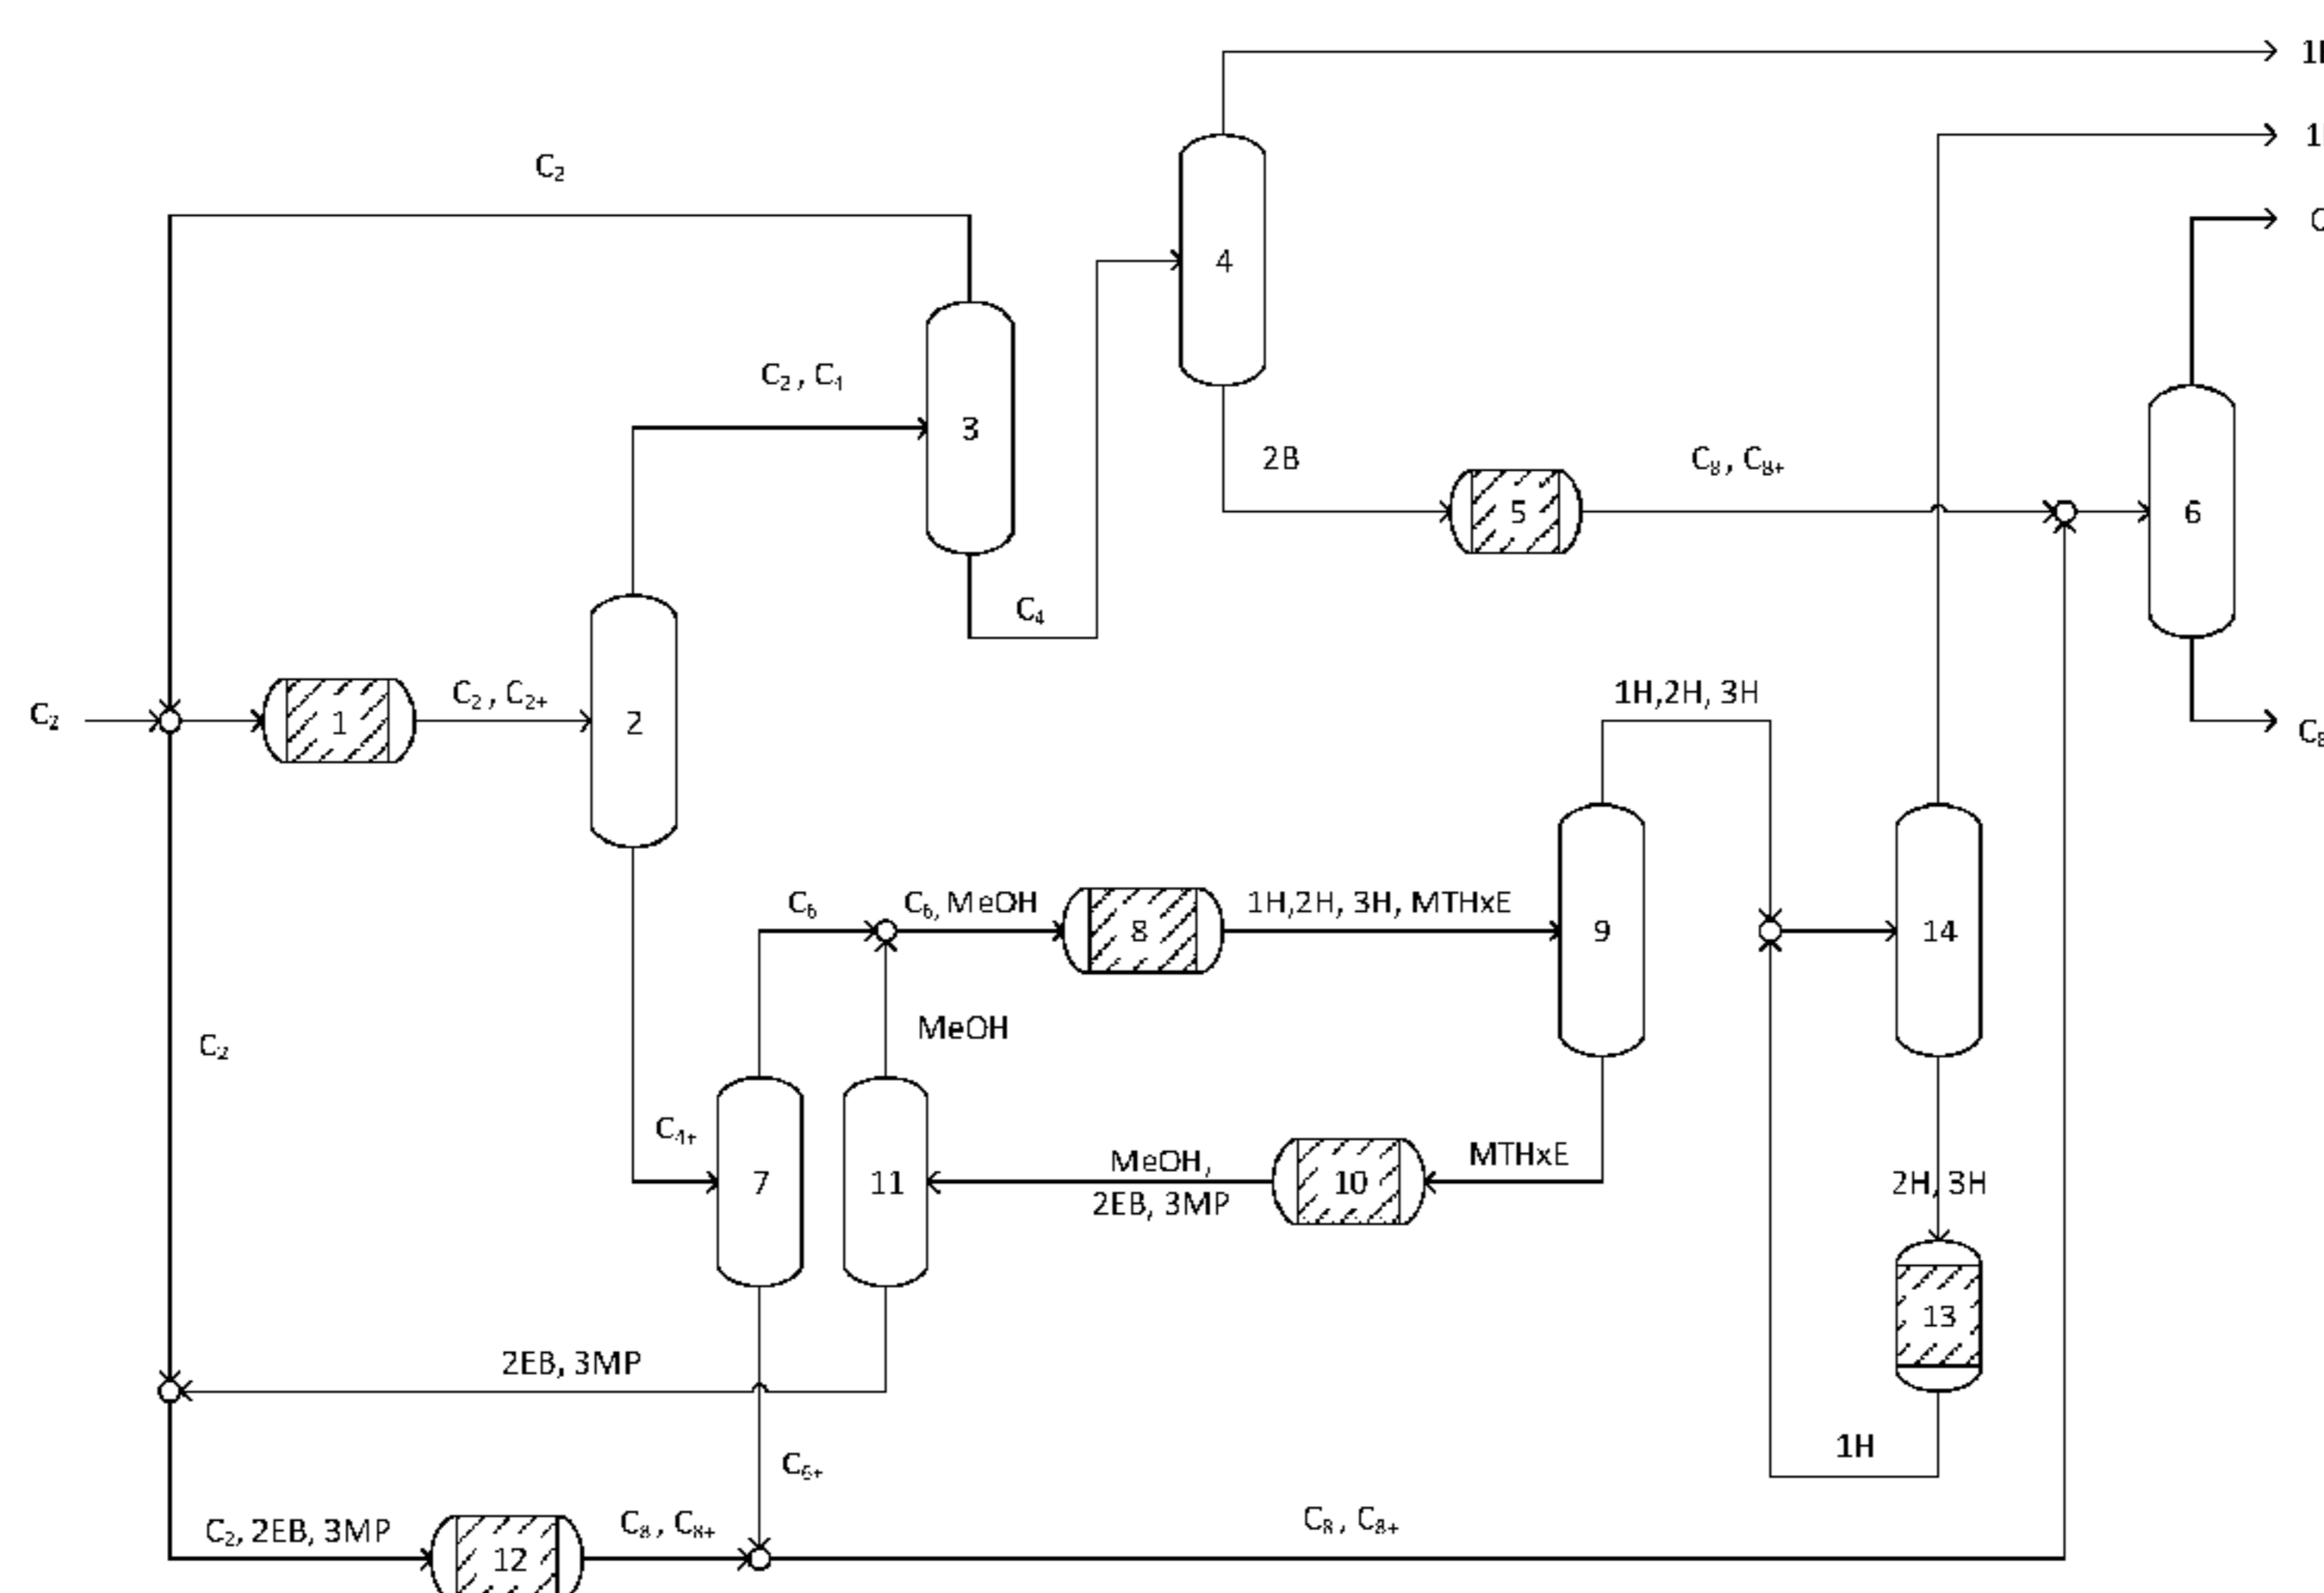 C₂
C₂, C₄
3
C₄
4
2B
5
C₈, C₈₊
6
C₂
1
C₂, C₂₊
2
C₂
C₄₊
7
C₆
C₆, MeOH
8
1H,2H, 3H, MTHxE
9
1H,2H, 3H
14
MeOH
11
MeOH,
2EB, 3MP
10
MTHxE
2H, 3H
13
1H
2EB, 3MP
C₆₊
C₂, 2EB, 3MP
12
C₈, C₈₊
C₈, C₈₊